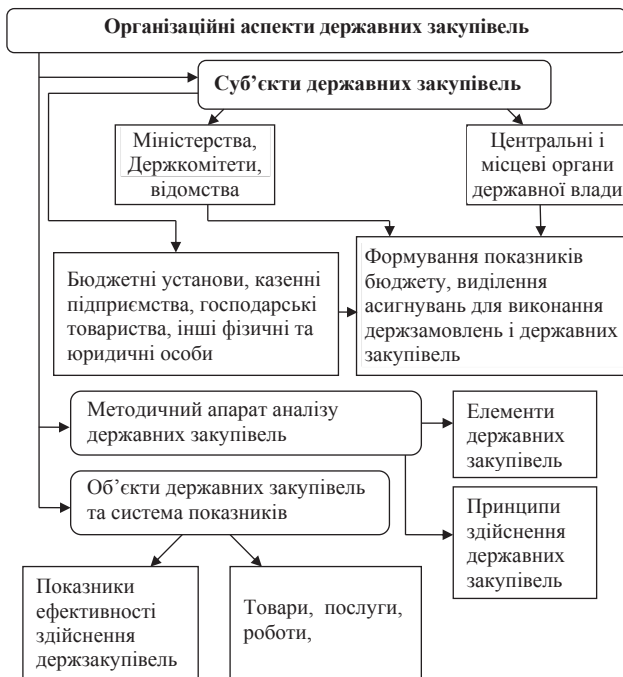 Організаційні аспекти державних закупівель
Суб’єкти державних закупівель
Міністерства,
Держкомітети,
відомства
Центральні і
місцеві органи
державної влади
Бюджетні установи, казенні
підприємства, господарські
товариства, інші фізичні та
юридичні особи
Формування показників
бюджету, виділення
асигнувань для виконання
держзамовлень і державних
закупівель
Методичний апарат аналізу
державних закупівель
Елементи
державних
закупівель
Об’єкти державних закупівель
та система показників
Принципи
здійснення
державних
закупівель
Показники
ефективності
здійснення
держзакупівель
Товари, послуги,
роботи,